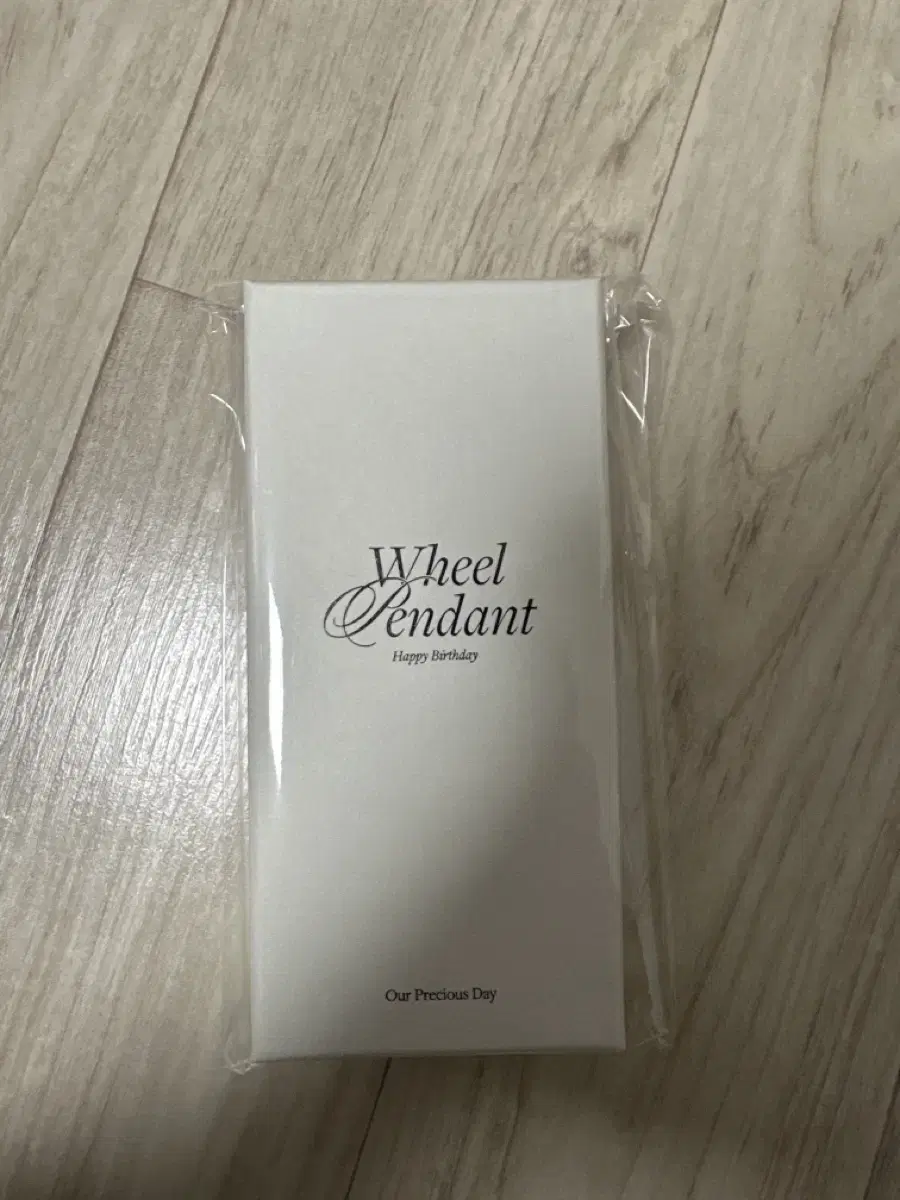 Wheel
Pendant
Happy Birthday
Our Precious Day